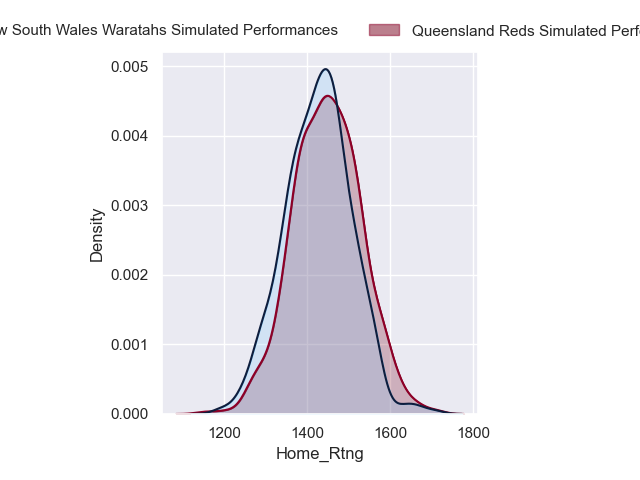 South Wales Waratahs Simulated Performances
Queensland Reds Simulated
0.005
0.004
0.003
0.002
0.001
0.000
Density
1200 1400 1600 1800
Home_Rtng